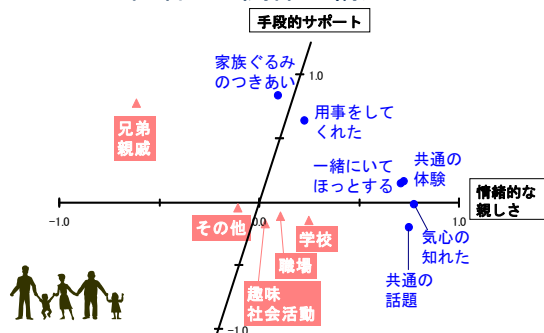 手段的サポート
1.0
家族ぐるみ
のつきあい
用事をして
くれた
兄弟
親戚
一緒にいて
ほっとする
共通の
体験
情緒的な
親しさ
-1.0
0.0
1.0
その他
学校
職場
趣味
社会活動
気心の
知れた
共通の
話題
-1.0